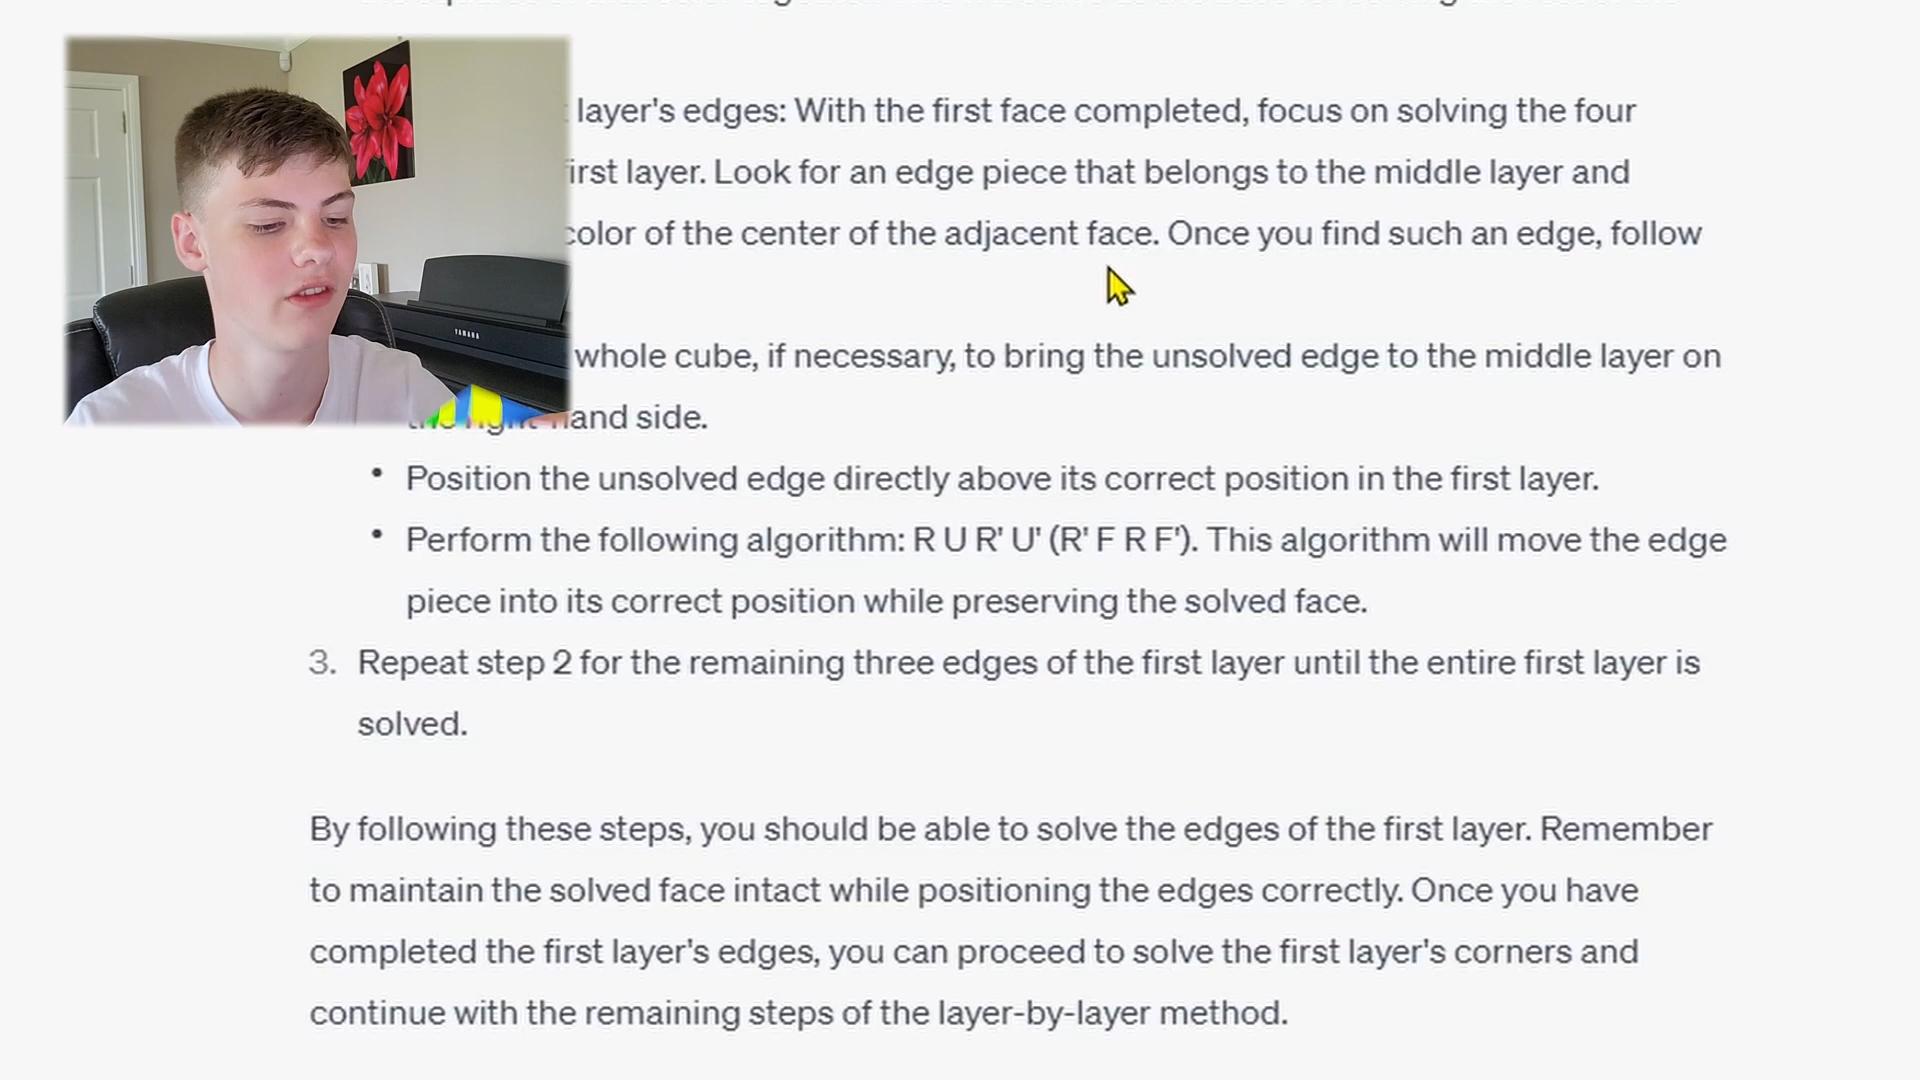 layer's edges: With the first face completed, focus on solving the four
irst layer. Look for an edge piece that belongs to the middle layer and
color of the center of the adjacent face. Once you find such an edge, follow
whole cube, if necessary, to bring the unsolved edge to the middle layer on
YAMAHA
hand side.
• Position the unsolved edge directly above its correct position in the first layer.
• Perform the following algorithm: R U R' U' (R' F R F'). This algorithm will move the edge
piece into its correct position while preserving the solved face.
3. Repeat step 2 for the remaining three edges of the first layer until the entire first layer is
solved.
By following these steps, you should be able to solve the edges of the first layer. Remember
to maintain the solved face intact while positioning the edges correctly. Once you have
completed the first layer's edges, you can proceed to solve the first layer's corners and
continue with the remaining steps of the layer-by-layer method.